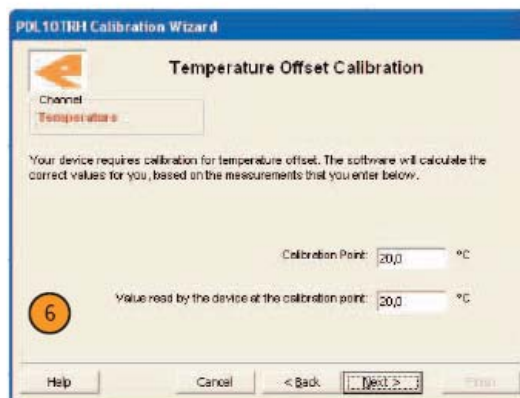 PDL10TRH Calibration Wizard
Temperature Offset Calibration
Channel
Temperature
Your device requires calibration for temperature offset. The software will calculate the
correct values for you, based on the measurements that you enter below.
Calibration Point: 20,0 °C
Value read by the device at the calibration point: 20,0 °C
6
Help Cancel < Back Next > Finish